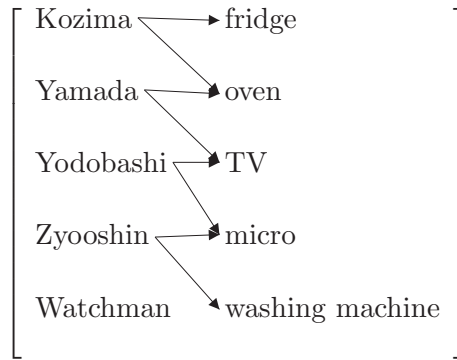 Kozima fridge
Yamada oven
Yodobashi TV
Zyooshin micro
Watchman washing machine